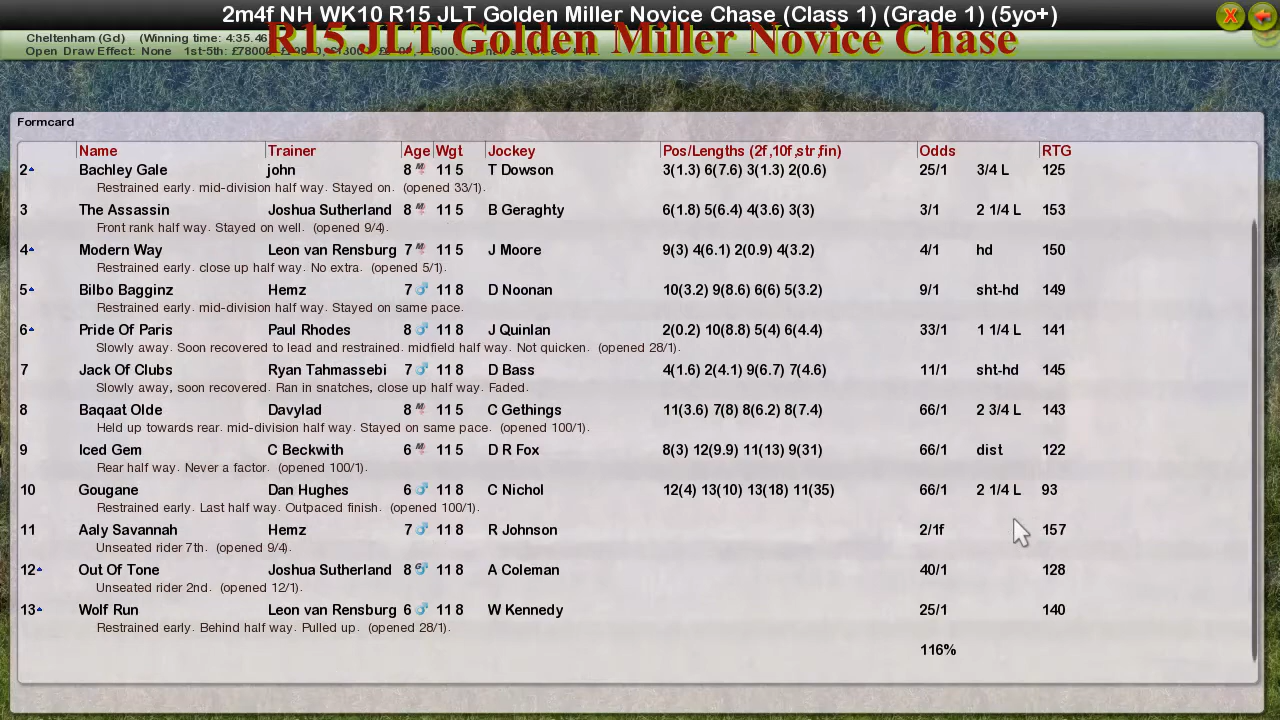 2m4f NH WK10 R15 JLT Golden Miller Novice Chase (Class 1) (Grade 1) (5yo+)
R15 JLT Golden Miller Novice Chase
Cheltenham (Gd) (Winning time: 4:35.46
Open Draw Effect: None 1st-5th: £78000
Formcard
Name Trainer Age Wgt Jockey Pos/Lengths (2f,10f,str,fin) Odds RTG
2 Bachley Gale john 8 11 5 T Dowson 3(1.3) 6(7.6) 3(1.3) 2(0.6) 25/1 3/4 L 125
Restrained early. mid-division half way. Stayed on. (opened 33/1).
3 The Assassin Joshua Sutherland 8 11 5 B Geraghty 6(1.8) 5(6.4) 4(3.6) 3(3) 3/1 2 1/4 L 153
Front rank half way. Stayed on well. (opened 9/4).
4 Modern Way Leon van Rensburg 7 11 5 J Moore 9(3) 4(6.1) 2(0.9) 4(3.2) 4/1 hd 150
Restrained early. close up half way. No extra. (opened 5/1).
5 Bilbo Bagginz Hemz 7 11 8 D Noonan 10(3.2) 9(8.6) 6(6) 5(3.2) 9/1 sht-hd 149
Restrained early. mid-division half way. Stayed on same pace.
6 Pride Of Paris Paul Rhodes 8 11 8 J Quinlan 2(0.2) 10(8.8) 5(4) 6(4.4) 33/1 1 1/4 L 141
Slowly away. Soon recovered to lead and restrained. midfield half way. Not quicken. (opened 28/1).
7 Jack Of Clubs Ryan Tahmassebi 7 11 8 D Bass 4(1.6) 2(4.1) 9(6.7) 7(4.6) 11/1 sht-hd 145
Slowly away, soon recovered. Ran in snatches, close up half way. Faded.
8 Baqaat Olde Davylad 8 11 5 C Gethings 11(3.6) 7(8) 8(6.2) 8(7.4) 66/1 2 3/4 L 143
Held up towards rear. mid-division half way. Stayed on same pace. (opened 100/1).
9 Iced Gem C Beckwith 6 11 5 D R Fox 8(3) 12(9.9) 11(13) 9(31) 66/1 dist 122
Rear half way. Never a factor. (opened 100/1).
10 Gougane Dan Hughes 6 11 8 C Nichol 12(4) 13(10) 13(18) 11(35) 66/1 2 1/4 L 93
Restrained early. Last half way. Outpaced finish. (opened 100/1).
11 Aaly Savannah Hemz 7 11 8 R Johnson 2/1f 157
Unseated rider 7th. (opened 9/4).
12 Out Of Tone Joshua Sutherland 8 11 8 A Coleman 40/1 128
Unseated rider 2nd. (opened 12/1).
13 Wolf Run Leon van Rensburg 6 11 8 W Kennedy 25/1 140
Restrained early. Behind half way. Pulled up. (opened 28/1).
116%